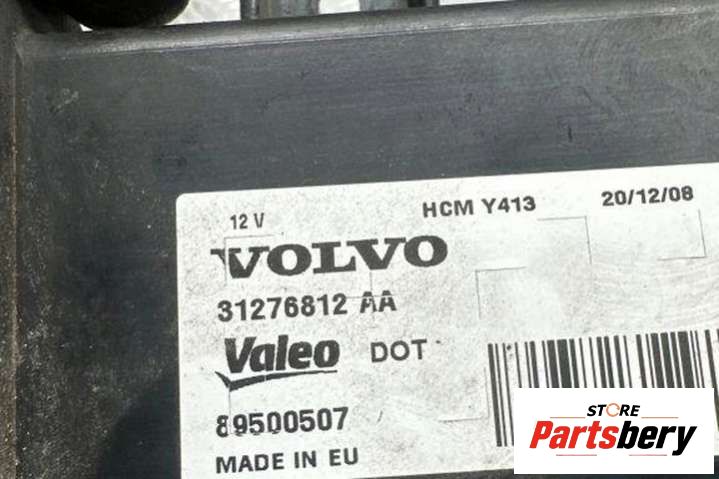 12 V HCM Y413 20/12/08
VOLVO
31276812 AA
Valeo DOT
89500507
MADE IN EU
STORE
Partsbery